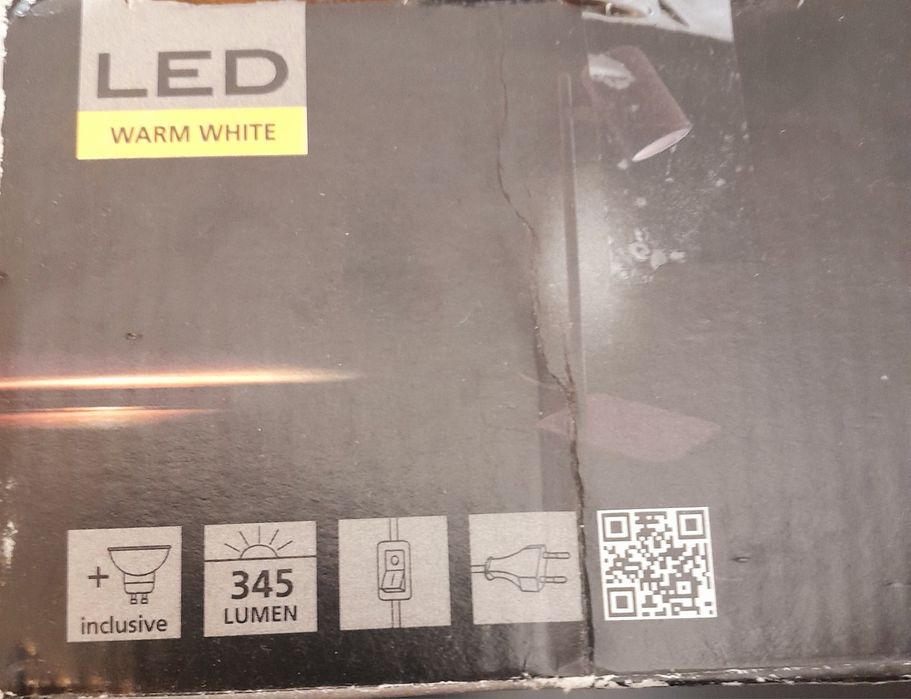 LED
WARM WHITE
+
inclusive
345
LUMEN